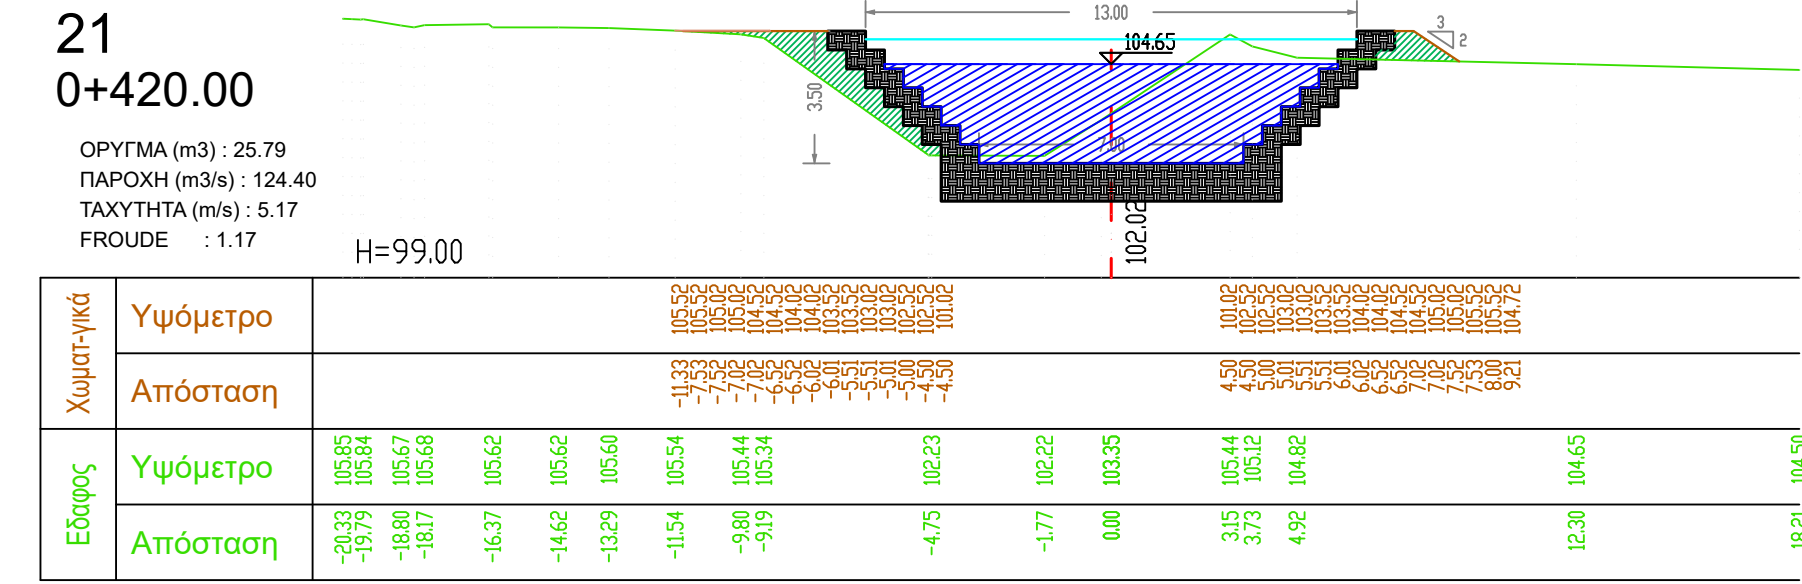 21
0+420.00
ΟΡΥΓΜΑ (m3) : 25.79
ΠΑΡΟΧΗ (m3/s) : 124.40
ΤΑΧΥΤΗΤΑ (m/s) : 5.17
FROUDE : 1.17
H=99.00
13.00
104.65
3
2
3.50
7.00
102.02
Χωματ-γικά
Υψόμετρο
105.52 105.52 105.02 105.02 104.52 104.52 104.02 104.02 103.52 103.52 103.02 103.02 102.52 102.52 101.02 101.02 102.52 102.52 103.02 103.02 103.52 103.52 104.02 104.02 104.52 104.52 105.02 105.02 105.52 105.52 104.72
Απόσταση
-11.33 -7.53 -7.52 -7.02 -7.02 -6.52 -6.52 -6.02 -6.01 -5.51 -5.51 -5.01 -5.00 -4.50 -4.50 4.50 4.50 5.00 5.01 5.51 5.51 6.01 6.02 6.52 6.52 7.02 7.02 7.52 7.53 8.00 9.21
Εδαφος
Υψόμετρο
105.85 105.84 105.67 105.68 105.62 105.62 105.60 105.54 105.44 105.34 102.23 102.22 103.35 105.44 105.12 104.82 104.65 104.50
Απόσταση
-20.33 -19.79 -18.80 -18.17 -16.37 -14.62 -13.29 -11.54 -9.80 -9.19 -4.75 -1.77 0.00 3.15 3.73 4.92 12.30 18.21